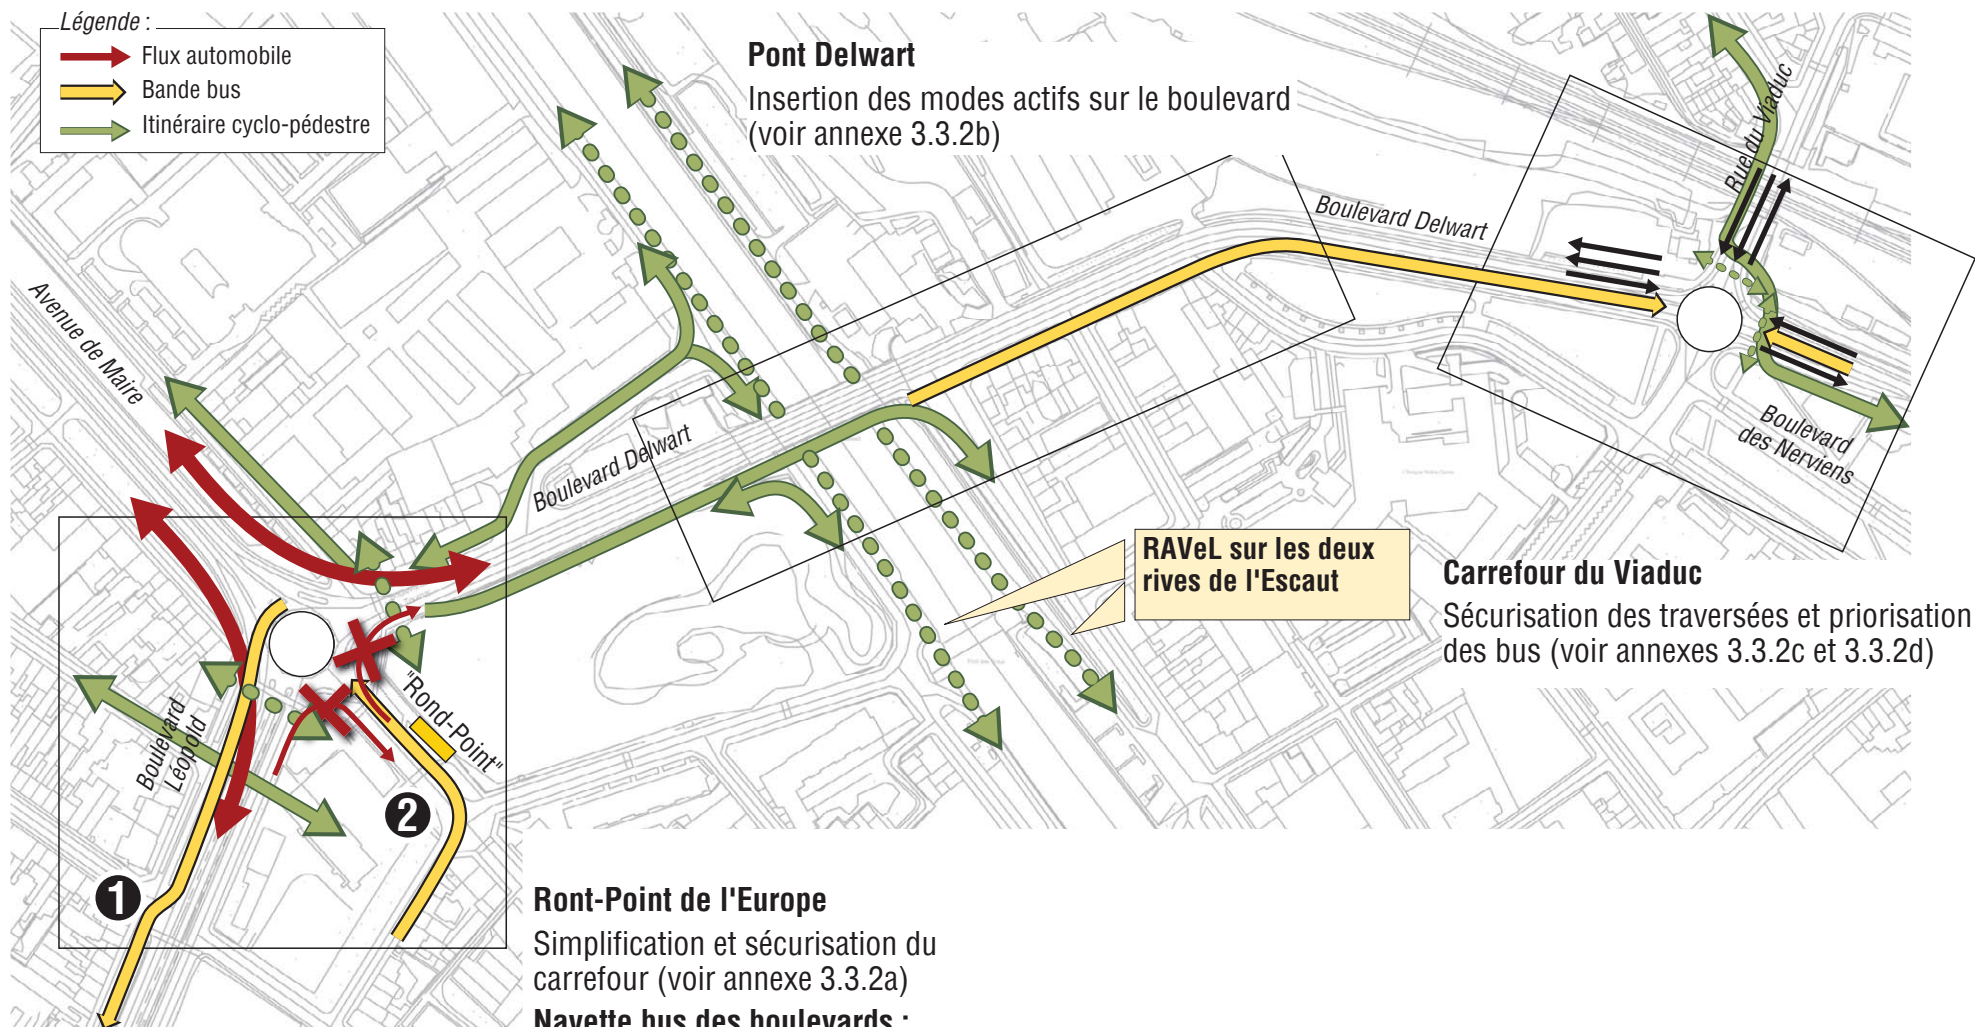 Légende :
Flux automobile
Bande bus
Itinéraire cyclo-pédestre
Pont Delwart
Insertion des modes actifs sur le boulevard
(voir annexe 3.3.2b)
Rue du Viaduc
Boulevard Delwart
Avenue de Maire
Boulevard Delwart
Boulevard
des Nerviens
RAVeL sur les deux
rives de l'Escaut
Carrefour du Viaduc
Sécurisation des traversées et priorisation
des bus (voir annexes 3.3.2c et 3.3.2d)
"Rond-Point"
Boulevard
Léopold
2
1
Ront-Point de l'Europe
Simplification et sécurisation du
carrefour (voir annexe 3.3.2a)
Navette bus des boulevards :